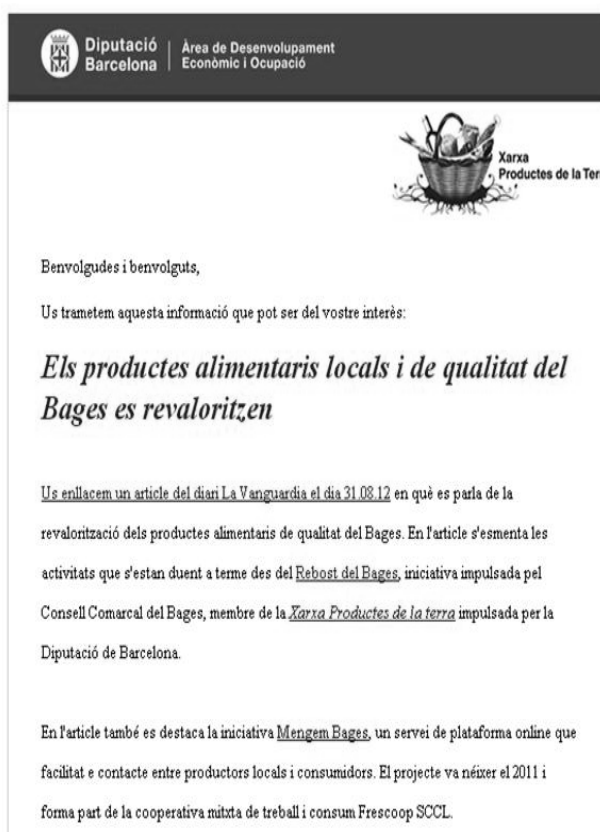 Diputació
Barcelona
Àrea de Desenvolupament
Econòmic i Ocupació
Xarxa
Productes de la Terr
Benvolgudes i benvolguts,
Us trametem aquesta informació que pot ser del vostre interès:
Els productes alimentaris locals i de qualitat del
Bages es revaloritzen
Us enllacem un article del diari La Vanguardia el dia 31.08.12 en què es parla de la
revalorització dels productes alimentaris de qualitat del Bages. En l'article s'esmenta les
activitats que s'estan duent a terme des del Rebost del Bages, iniciativa impulsada pel
Consell Comarcal del Bages, membre de la Xarxa Productes de la terra impulsada per la
Diputació de Barcelona.
En l'article també es destaca la iniciativa Mengem Bages, un servei de plataforma online que
facilitat e contacte entre productors locals i consumidors. El projecte va néixer el 2011 i
forma part de la cooperativa mitxta de treball i consum Frescoop SCCL.